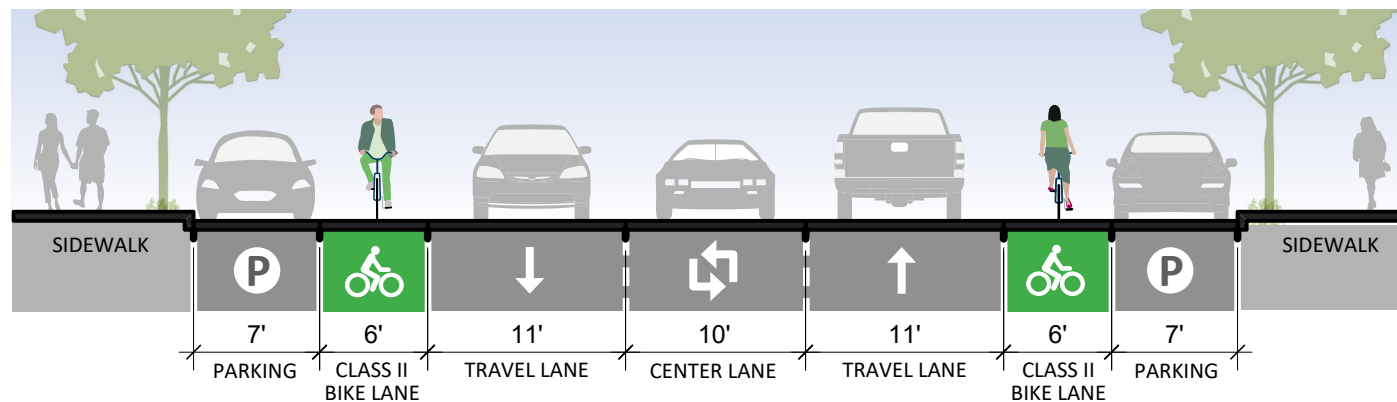 SIDEWALK
SIDEWALK
P
P
7'
6'
11'
10'
11'
6'
7'
PARKING
CLASS II
BIKE LANE
TRAVEL LANE
CENTER LANE
TRAVEL LANE
CLASS II
BIKE LANE
PARKING